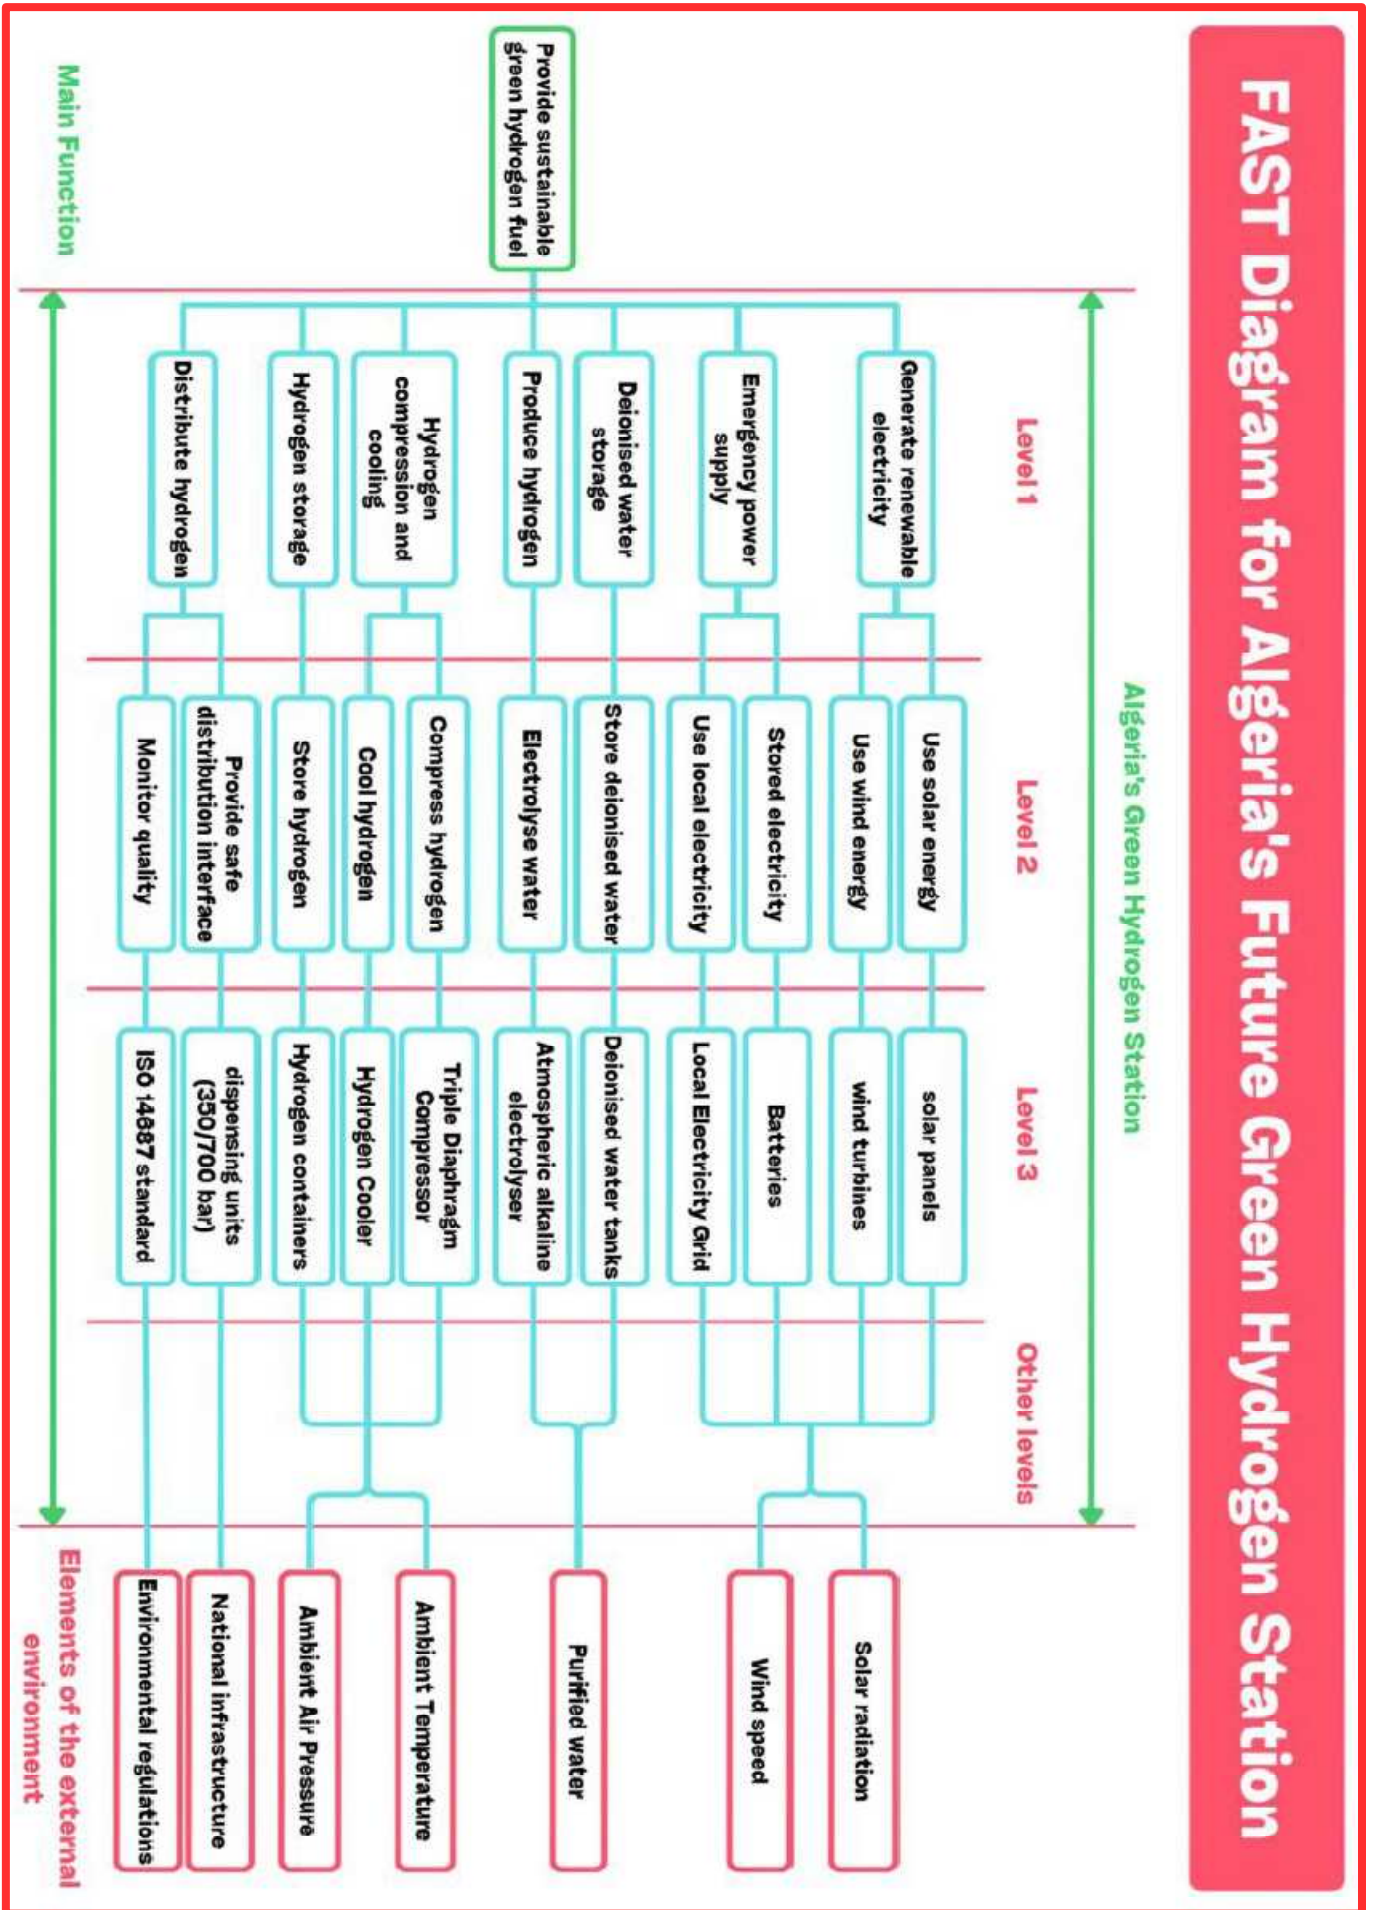 FAST Diagram for Algeria's Future Green Hydrogen Station
Algeria's Green Hydrogen Station
Level 1
Level 2
Level 3
Other levels
Provide sustainable
green hydrogen fuel
Generate renewable
electricity
Use solar energy
solar panels
Use wind energy
wind turbines
Solar radiation
Emergency power
supply
Stored electricity
Batteries
Use local electricity
Local Electricity Grid
Wind speed
Deionised water
storage
Store deionised water
Deionised water tanks
Produce hydrogen
Electrolyse water
Atmospheric alkaline
electrolyser
Purified water
Hydrogen
compression and
cooling
Compress hydrogen
Triple Diaphragm
Compressor
Ambient Temperature
Cool hydrogen
Hydrogen Cooler
Hydrogen storage
Store hydrogen
Hydrogen containers
Ambient Air Pressure
Distribute hydrogen
Provide safe
distribution interface
dispensing units
(350/700 bar)
National infrastructure
Monitor quality
ISO 14687 standard
Environmental regulations
Main Function
Elements of the external
environment